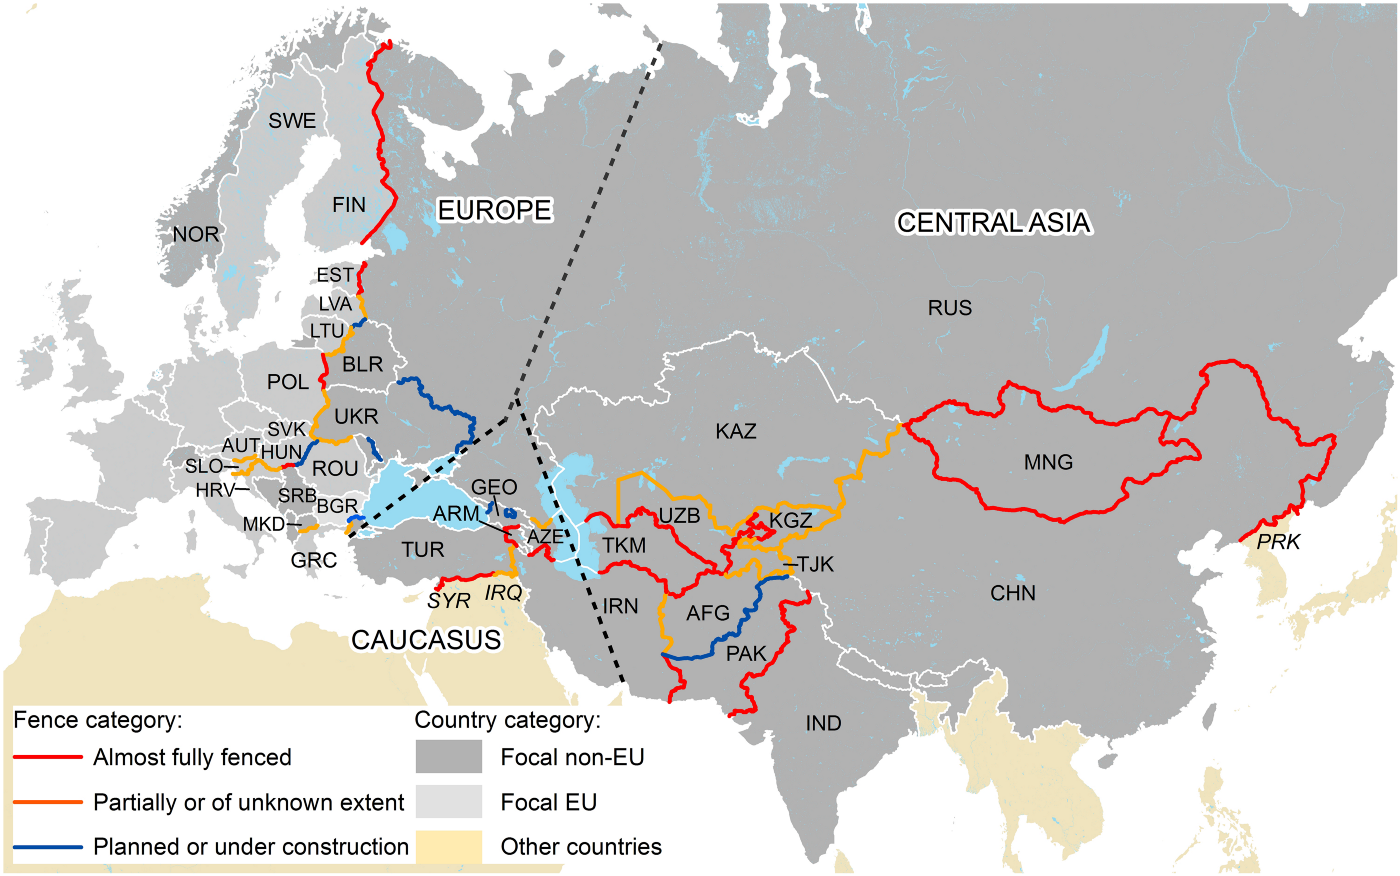 SWE
FIN
NOR
EUROPE
CENTRAL ASIA
EST
LVA
LTU
RUS
BLR
POL
UKR
SVK
AUT
HUN
KAZ
SLO
ROU
MNG
HRV
SRB
BGR
GEO
MKD
ARM
UZB
KGZ
AZE
TKM
PRK
GRC
TUR
TJK
SYR
IRQ
IRN
AFG
CHN
CAUCASUS
PAK
IND
Fence category:
Almost fully fenced
Partially or of unknown extent
Planned or under construction
Country category:
Focal non-EU
Focal EU
Other countries